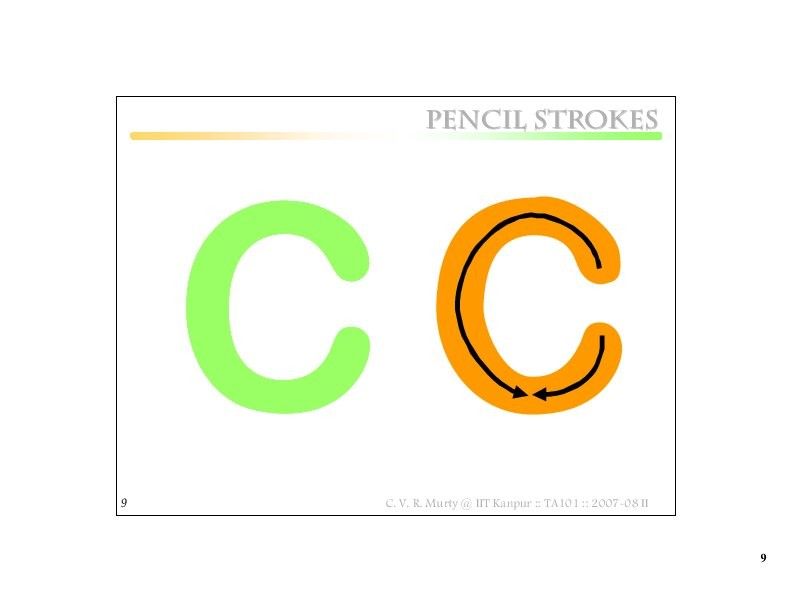 PENCIL STROKES
C C
9
C. V. R. Murty @ IIT Kanpur :: TA101 :: 2007-08 II
9